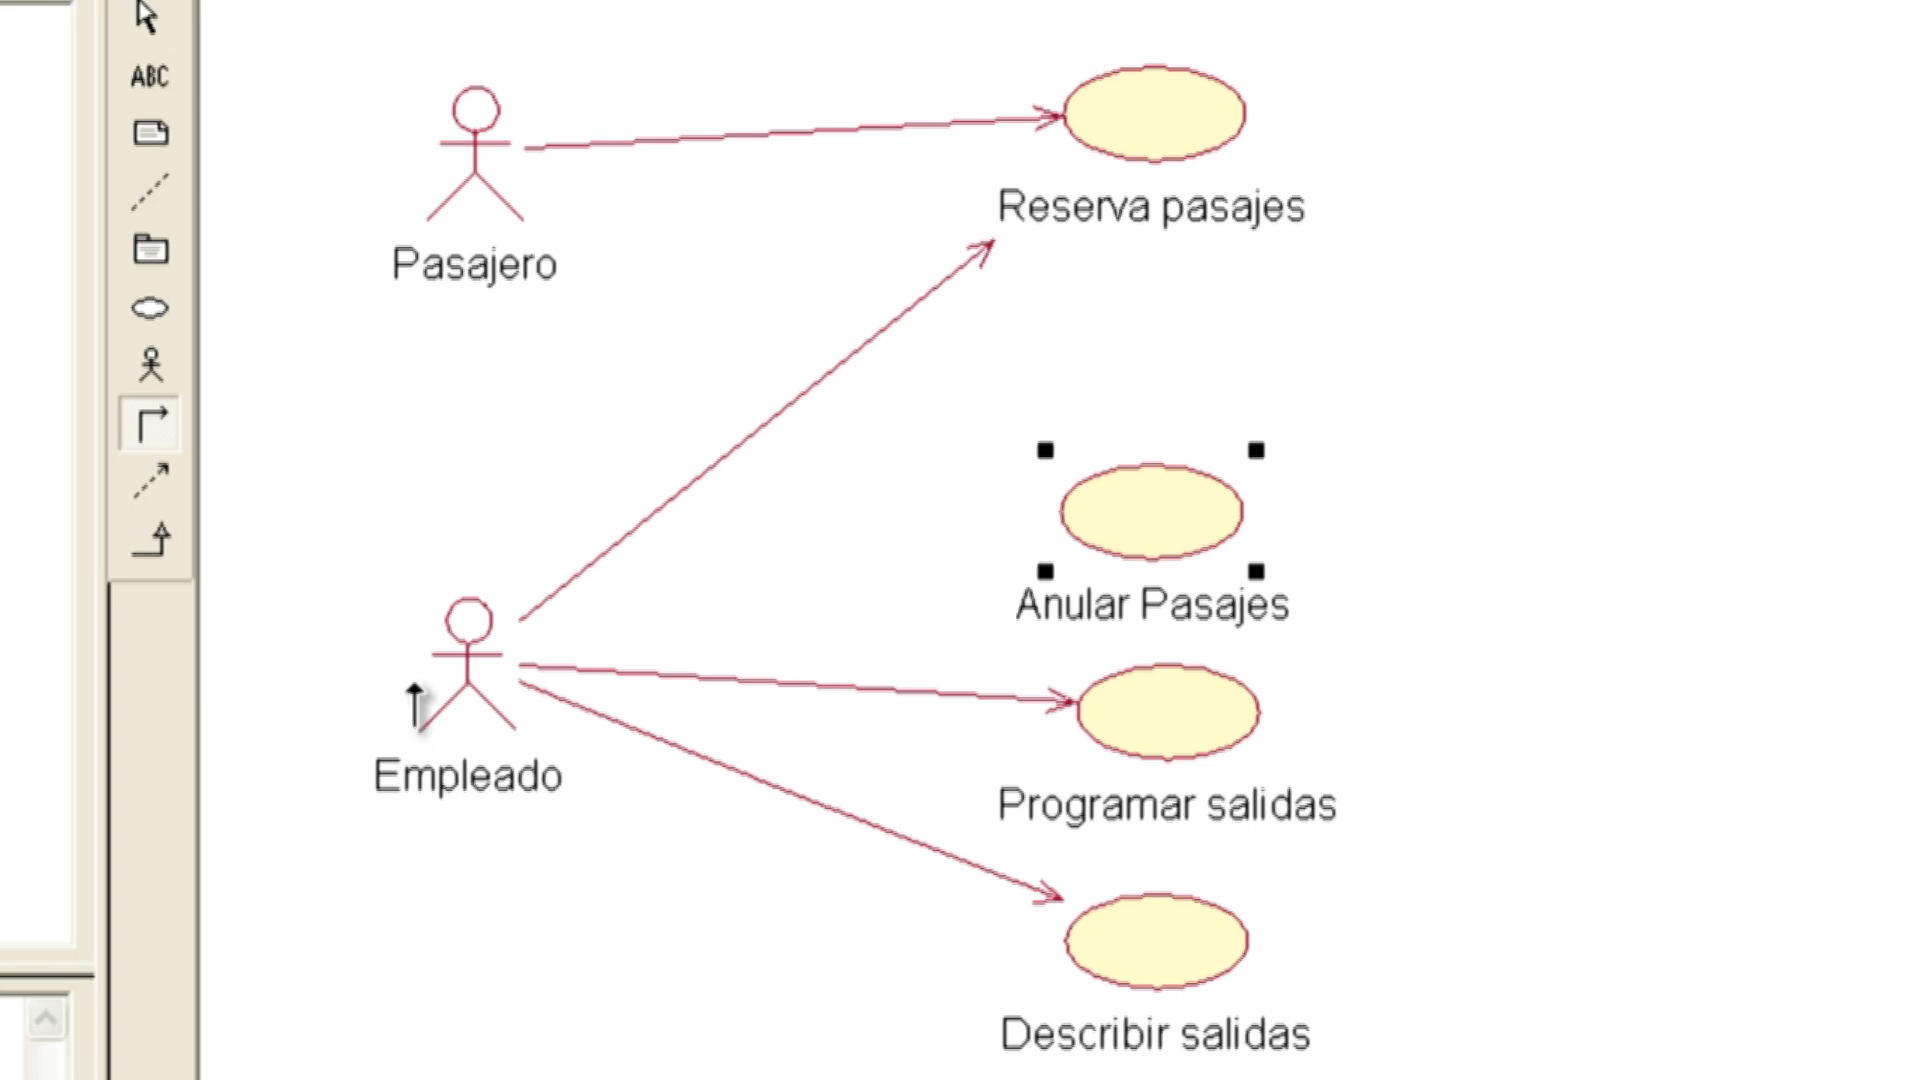 ABC
Reserva pasajes
Pasajero
Anular Pasajes
Empleado
Programar salidas
Describir salidas